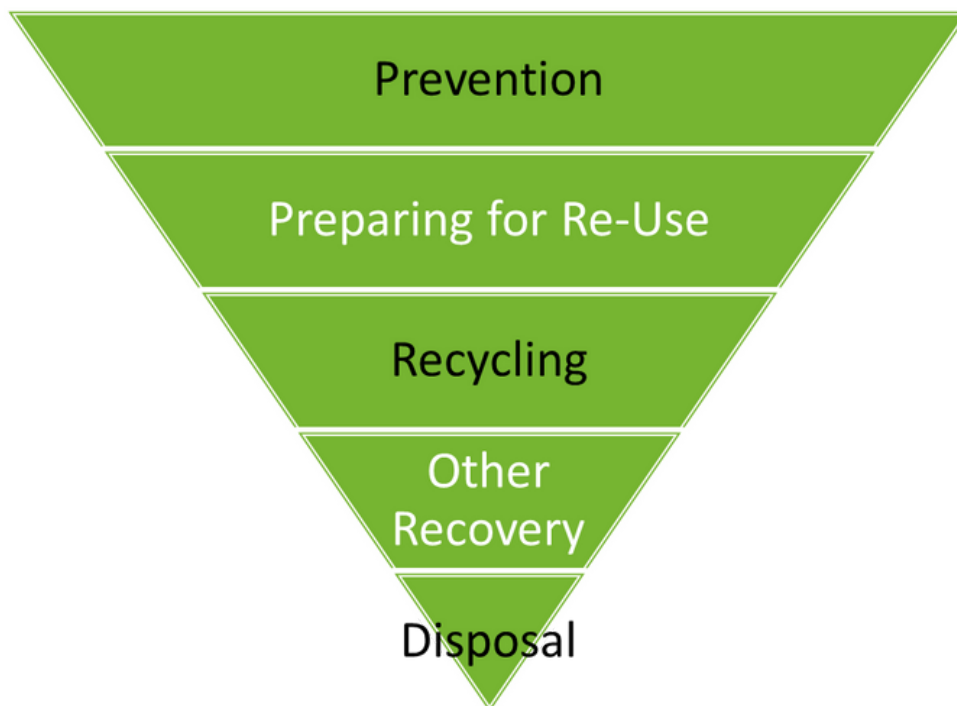 Prevention
Preparing for Re-Use
Recycling
Other
Recovery
Disposal